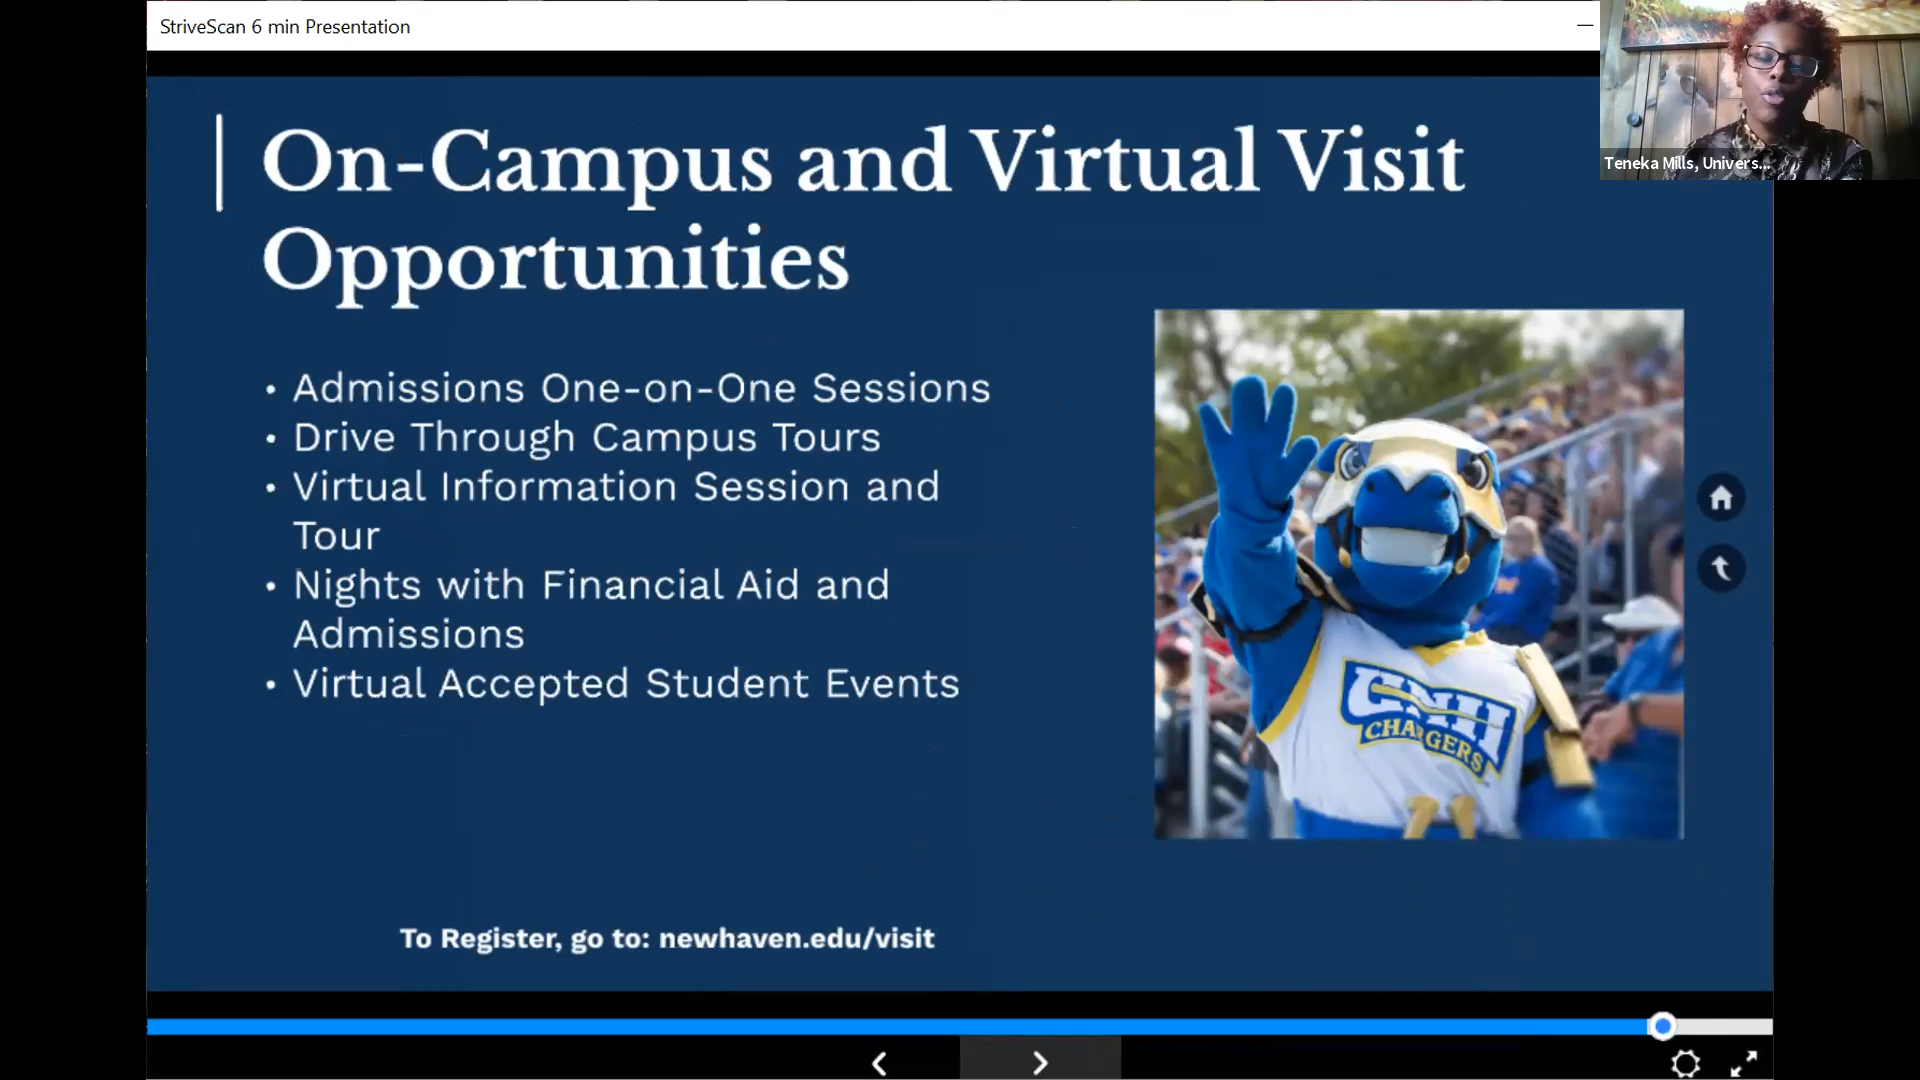 StriveScan 6 min Presentation
Teneka Mills, Univers...
On-Campus and Virtual Visit
Opportunities
• Admissions One-on-One Sessions
• Drive Through Campus Tours
• Virtual Information Session and
Tour
• Nights with Financial Aid and
Admissions
• Virtual Accepted Student Events
UNH
CHARGERS
To Register, go to: newhaven.edu/visit